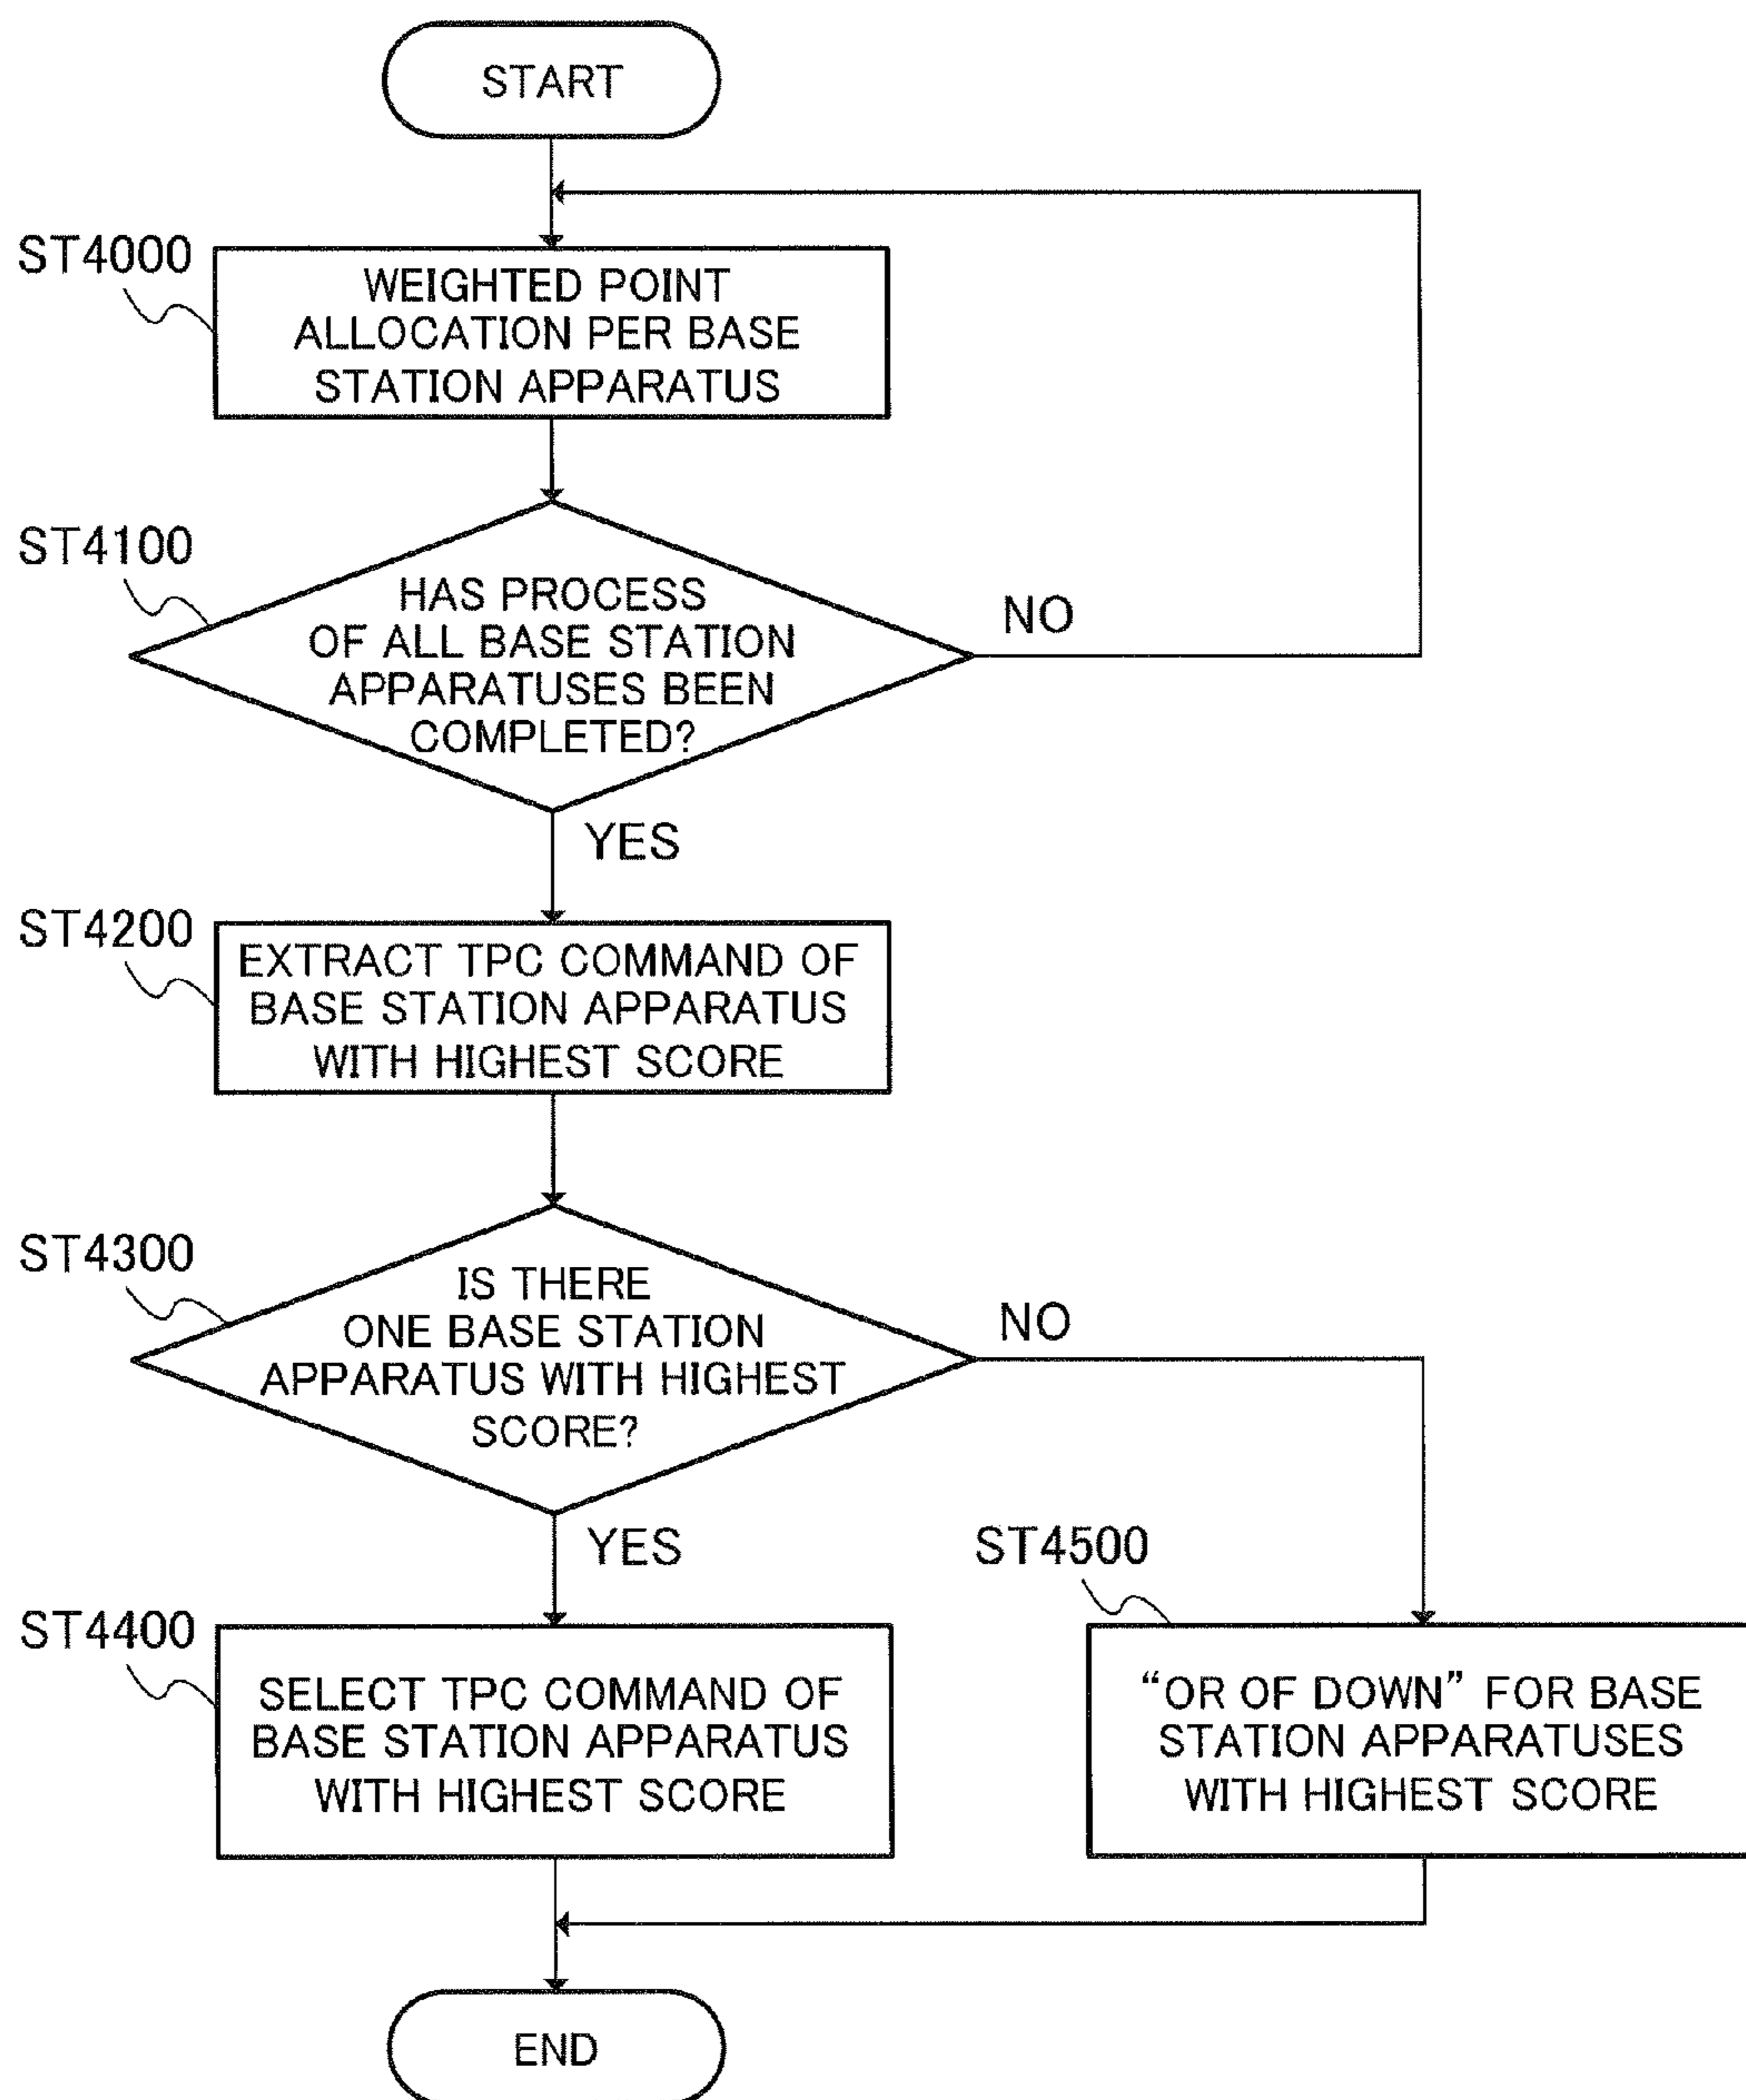 START
ST4000
WEIGHTED POINT
ALLOCATION PER BASE
STATION APPARATUS
ST4100
HAS PROCESS
OF ALL BASE STATION
APPARATUSES BEEN
COMPLETED?
NO
YES
ST4200
EXTRACT TPC COMMAND OF
BASE STATION APPARATUS
WITH HIGHEST SCORE
ST4300
IS THERE
ONE BASE STATION
APPARATUS WITH HIGHEST
SCORE?
NO
YES
ST4400
SELECT TPC COMMAND OF
BASE STATION APPARATUS
WITH HIGHEST SCORE
ST4500
“OR OF DOWN” FOR BASE
STATION APPARATUSES
WITH HIGHEST SCORE
END